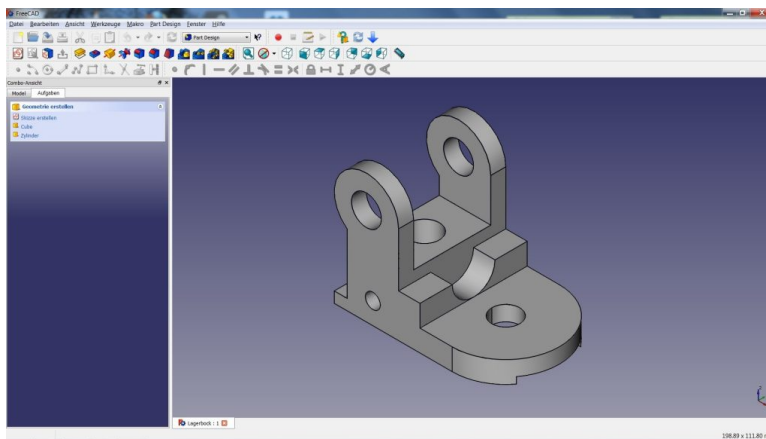 FreeCAD
Datei Bearbeiten Ansicht Werkzeuge Makro Part Design Fenster Hilfe
Part Design
Combo-Ansicht
Model Aufgaben
Geometrie erstellen
Skizze erstellen
Cube
Zylinder
Lagerbock : 1
198.89 x 111.80